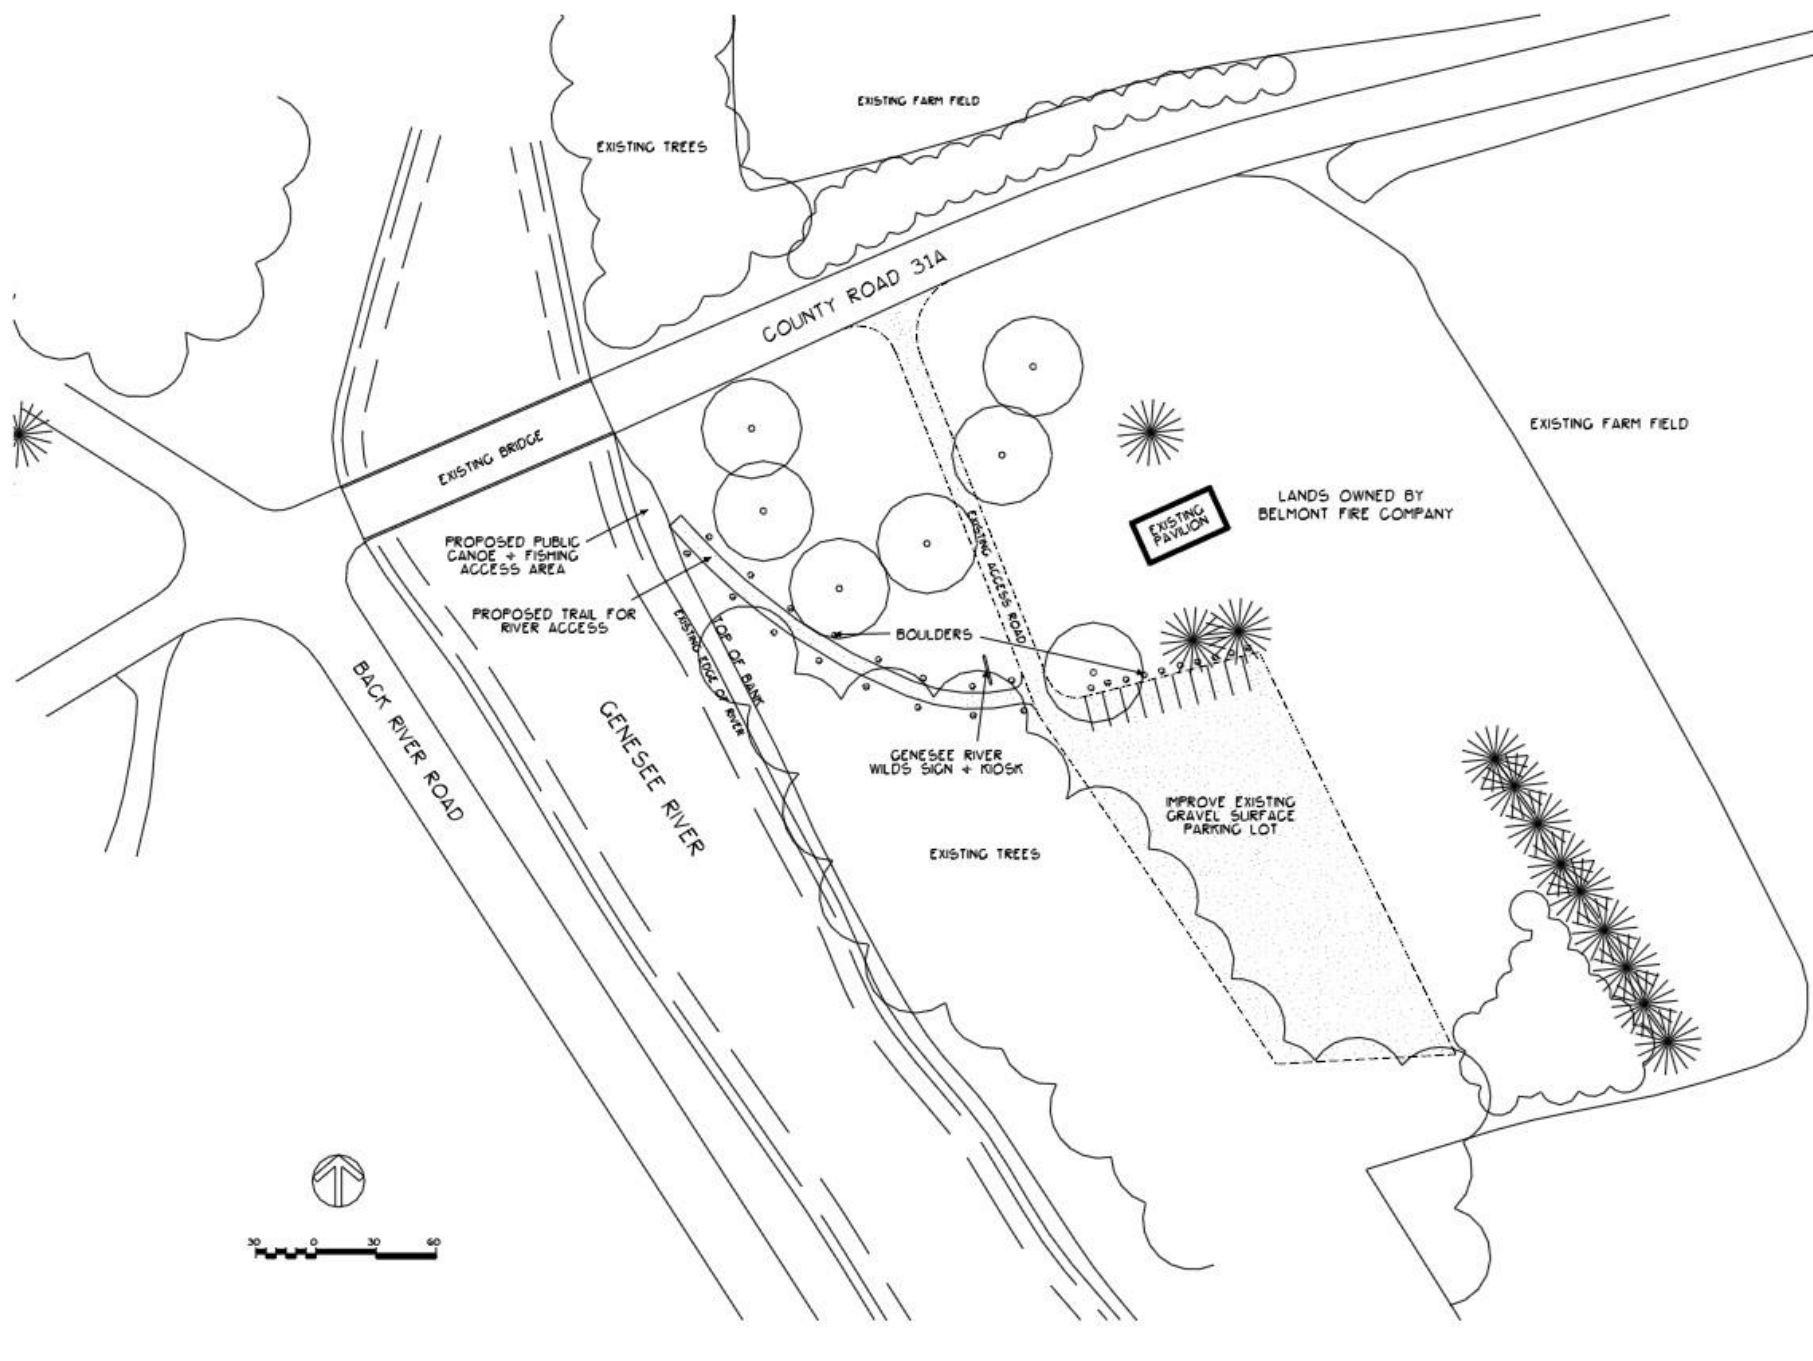 EXISTING FARM FIELD
EXISTING TREES
COUNTY ROAD 31A
EXISTING BRIDGE
EXISTING FARM FIELD
LANDS OWNED BY
BELMONT FIRE COMPANY
EXISTING
PAVILION
PROPOSED PUBLIC
CANOE + FISHING
ACCESS AREA
EXISTING ACCESS ROAD
PROPOSED TRAIL FOR
RIVER ACCESS
BOULDERS
TOP OF BANK
EXISTING EDGE OF RIVER
BACK RIVER ROAD
GENESEE RIVER
GENESEE RIVER
WILDS SIGN + KIOSK
IMPROVE EXISTING
GRAVEL SURFACE
PARKING LOT
EXISTING TREES
30 0 30 60